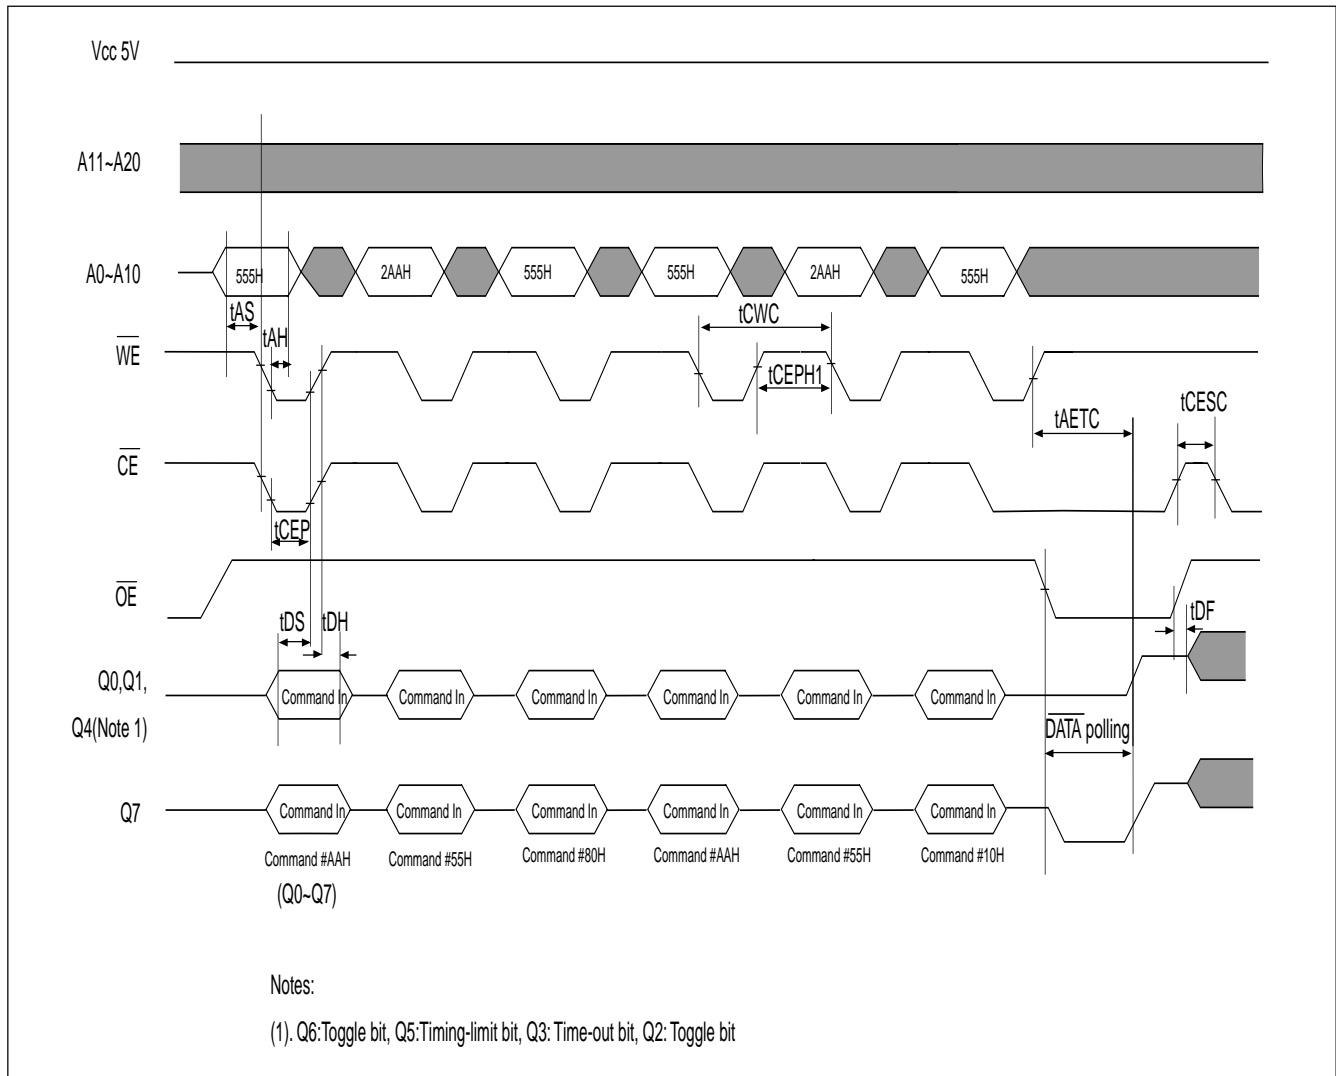 Vcc 5V
A11~A20
A0~A10
555H 2AAH 555H 555H 2AAH 555H
tAS
tAH
tCWC
WE
tCEPH1
tAETC
tCESC
CE
tCEP
OE
tDS tDH
tDF
Q0,Q1,
Q4(Note 1)
Command In Command In Command In Command In Command In Command In
DATA polling
Q7
Command In Command In Command In Command In Command In Command In
Command #AAH Command #55H Command #80H Command #AAH Command #55H Command #10H
(Q0~Q7)
Notes:
(1). Q6:Toggle bit, Q5:Timing-limit bit, Q3: Time-out bit, Q2: Toggle bit